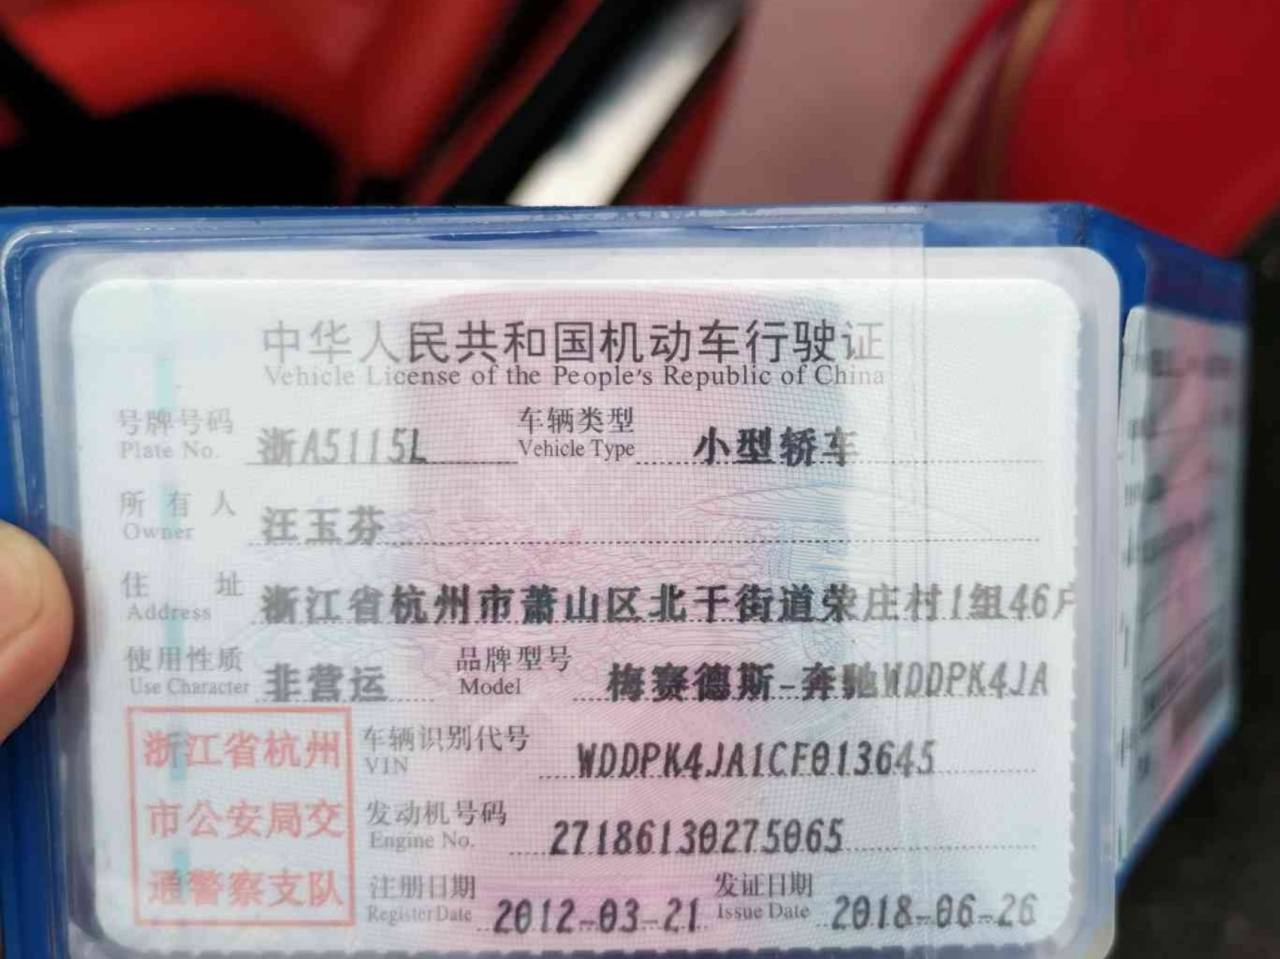 中华人民共和国机动车行驶证
Vehicle License of the People's Republic of China
号牌号码 浙A5115L 车辆类型 小型轿车
Plate No. Vehicle Type
所有人 汪玉芬
Owner
住址 浙江省杭州市萧山区北干街道荣庄村1组46户
Address
使用性质 非营运 品牌型号 梅赛德斯-奔驰WDDPK4JA
Use Character Model
浙江省杭州
市公安局交
通警察支队
车辆识别代号 WDDPK4JA1CF013645
VIN
发动机号码 27186130275065
Engine No.
注册日期 2012-03-21 发证日期 2018-06-26
Register Date Issue Date